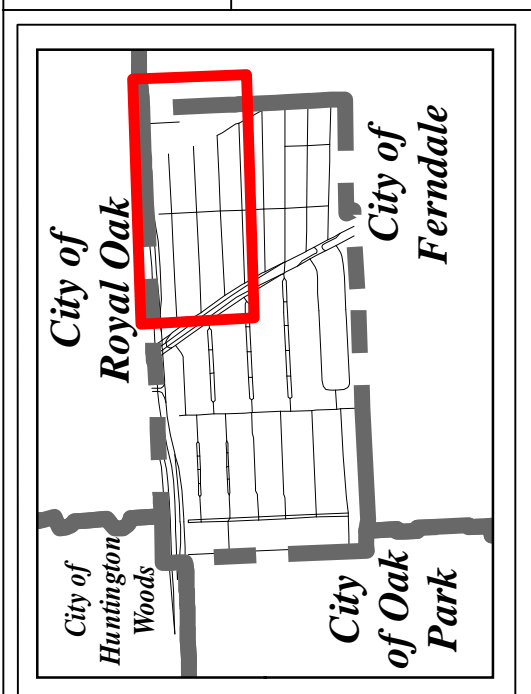 City of
Royal Oak
City of
Ferndale
City of
Huntington
Woods
City
of Oak
Park